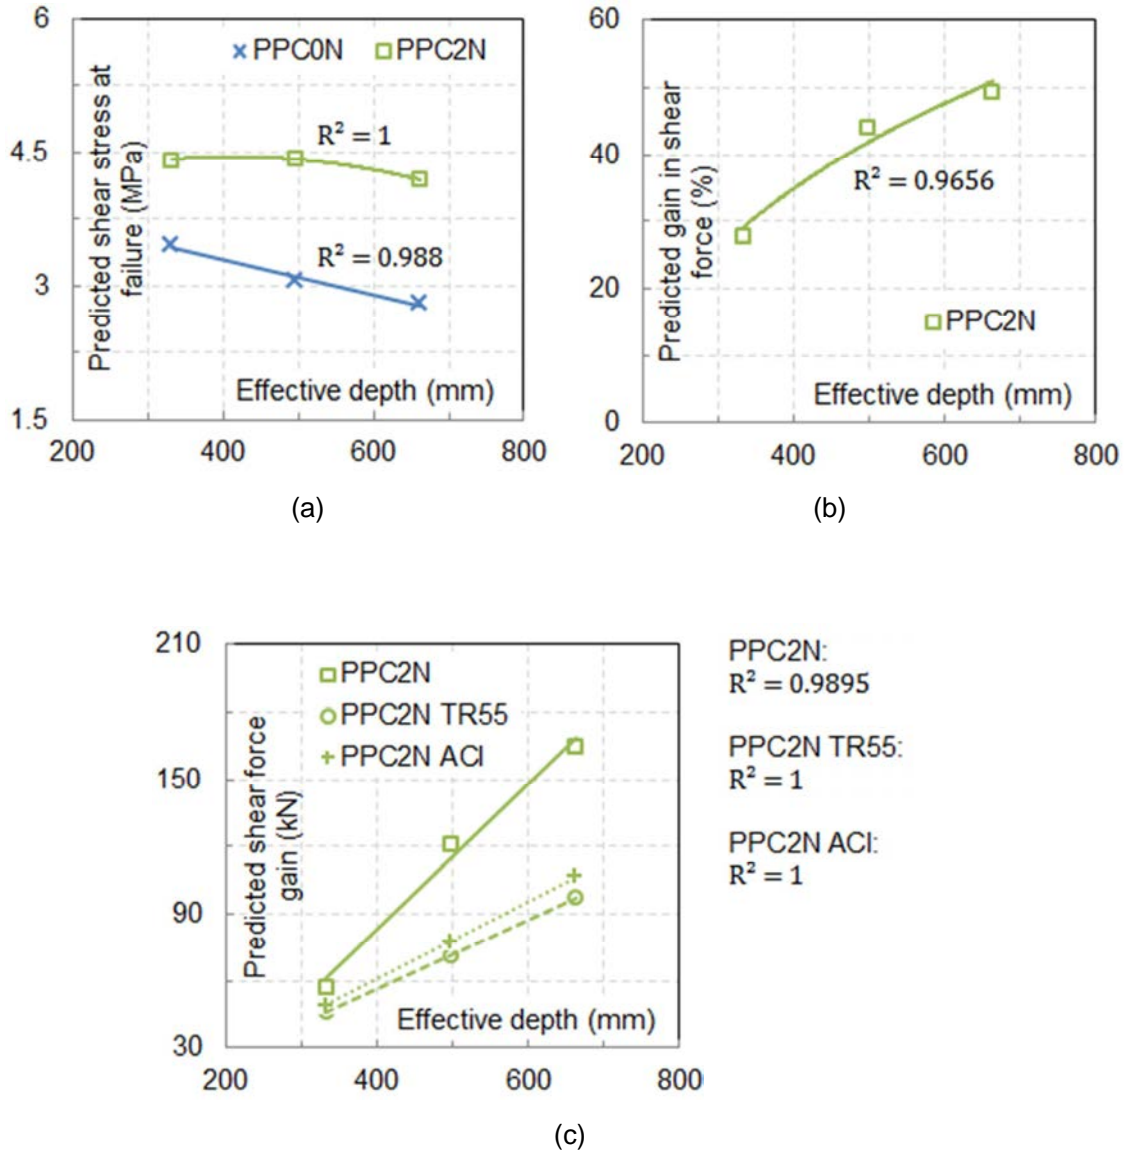 6
4.5
3
1.5
Predicted shear stress at
failure (MPa)
PPC0N PPC2N
R² = 1
R² = 0.988
Effective depth (mm)
200 400 600 800
(a)
60
40
20
0
Predicted gain in shear
force (%)
R² = 0.9656
PPC2N
Effective depth (mm)
200 400 600 800
(b)
210
150
90
30
Predicted shear force
gain (kN)
PPC2N
PPC2N TR55
PPC2N ACI
Effective depth (mm)
200 400 600 800
PPC2N:
R² = 0.9895
PPC2N TR55:
R² = 1
PPC2N ACI:
R² = 1
(c)